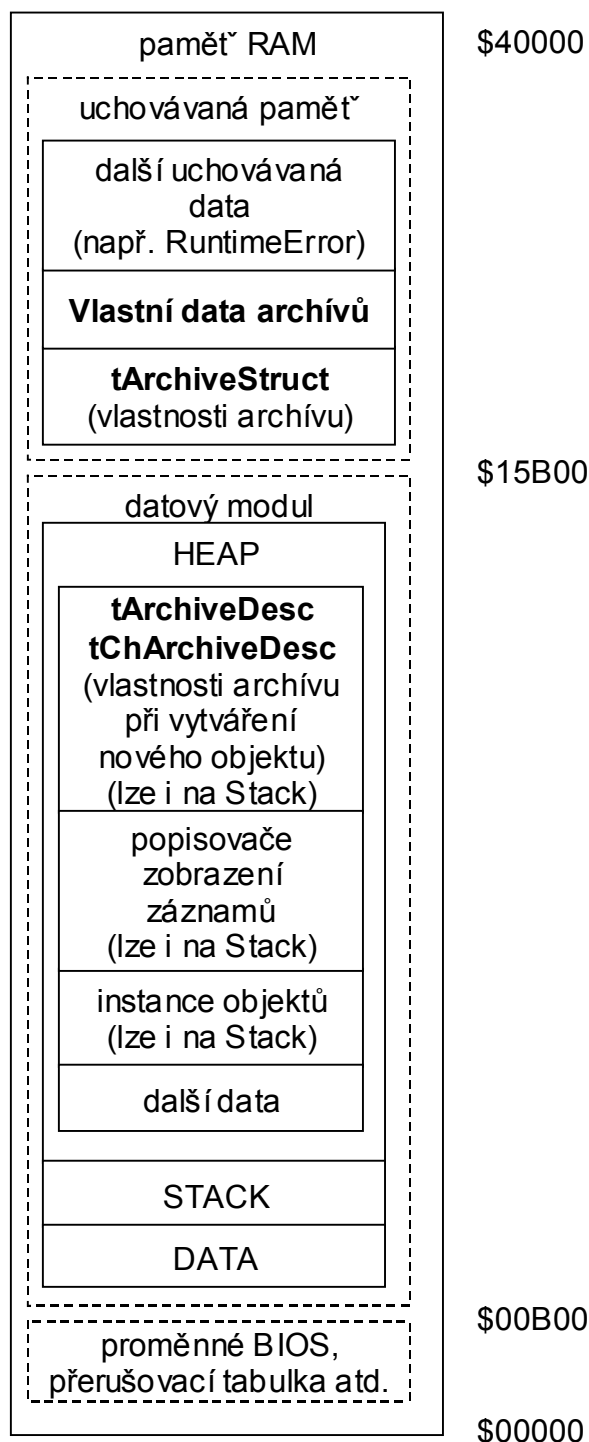 pamětˇ RAM
$40000
uchovávaná paměťˇ
další uchovávaná
data
(např. RuntimeError)
Vlastní data archívů
tArchiveStruct
(vlastnosti archívu)
$15B00
datový modul
HEAP
tArchiveDesc
tChArchiveDesc
(vlastnosti archívu
při vytváření
nového objektu)
(lze i na Stack)
popisovače
zobrazení
záznamů
(lze i na Stack)
instance objektů
(lze i na Stack)
další data
STACK
DATA
$00B00
proměnné BIOS,
přerušovací tabulka atd.
$00000